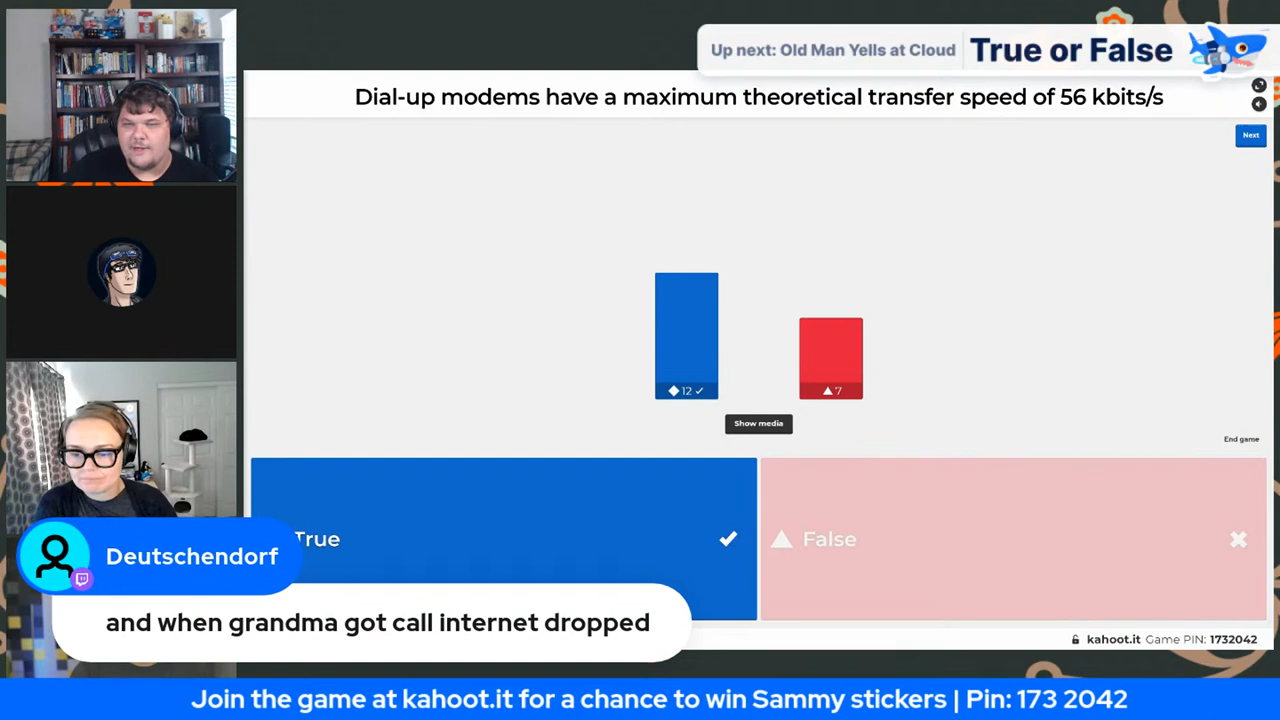 Up next: Old Man Yells at Cloud
True or False
Dial-up modems have a maximum theoretical transfer speed of 56 kbits/s
Next
12
7
Show media
End game
True
False
Deutschendorf
and when grandma got call internet dropped
kahoot.it Game PIN: 1732042
Join the game at kahoot.it for a chance to win Sammy stickers | Pin: 173 2042